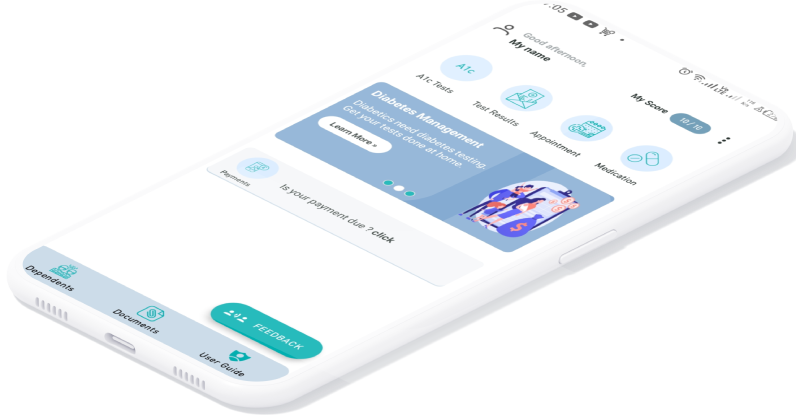 :05
Good afternoon,
My name
My Score
10 / 10
A1c
A1c Tests
Test Results
Appointment
Medication
Diabetes Management
Diabetics need diabetes testing.
Get your tests done at home.
Learn More »
Payments
Is your payment due ? click
FEEDBACK
Dependents
Documents
User Guide